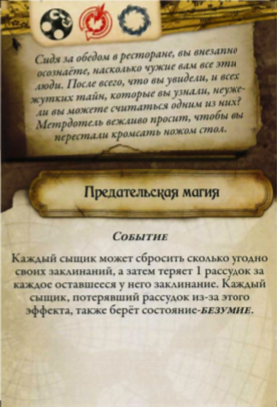 Сидя за обедом в ресторане, вы внезапно
осознаёте, насколько чужие вам все эти
люди. После всего, что вы увидели, и всех
жутких тайн, которые вы узнали, неуже-
ли вы можете считаться одним из них?
Метрдотель вежливо просит, чтобы вы
перестали кромсать ножом стол.
Предательская магия
Событие
Каждый сыщик может сбросить сколько угодно
своих заклинаний, а затем теряет 1 рассудок за
каждое оставшееся у него заклинание. Каждый
сыщик, потерявший рассудок из-за этого
эффекта, также берёт состояние-БЕЗУМИЕ.